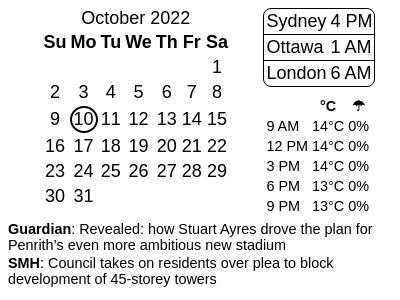 October 2022
Su Mo Tu We Th Fr Sa
1
2 3 4 5 6 7 8
9 10 11 12 13 14 15
16 17 18 19 20 21 22
23 24 25 26 27 28 29
30 31
Sydney 4 PM
Ottawa 1 AM
London 6 AM
°C ☂
9 AM 14°C 0%
12 PM 14°C 0%
3 PM 14°C 0%
6 PM 13°C 0%
9 PM 13°C 0%
Guardian: Revealed: how Stuart Ayres drove the plan for
Penrith’s even more ambitious new stadium
SMH: Council takes on residents over plea to block
development of 45-storey towers